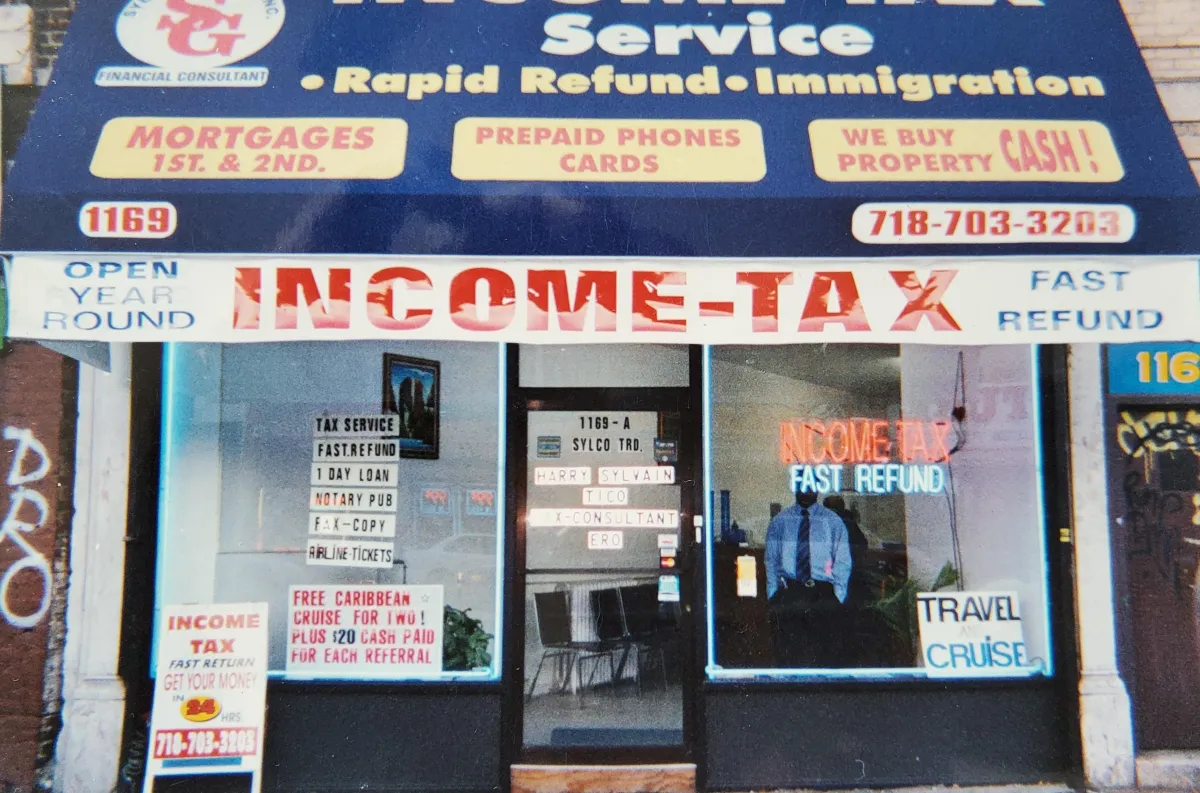 SG
FINANCIAL CONSULTANT
INCOME TAX
Service
• Rapid Refund • Immigration
MORTGAGES
1ST. & 2ND.
PREPAID PHONES
CARDS
WE BUY
PROPERTY CASH!
1169
718-703-3203
OPEN
YEAR
ROUND
INCOME-TAX
FAST
REFUND
116
TAX SERVICE
FAST.REFUND
1 DAY LOAN
NOTARY PUB
FAX-COPY
AIRLINE-TICKETS
FREE CARIBBEAN
CRUISE FOR TWO!
PLUS $20 CASH PAID
FOR EACH REFERRAL
1169-A
SYLCO TRD.
HARRY SYLVAIN
TICO
AX-CONSULTANT
ERO
INCOME TAX
FAST REFUND
TRAVEL
CRUISE
INCOME
TAX
FAST RETURN
GET YOUR MONEY
IN 24 HRS.
718-703-3203
DRO